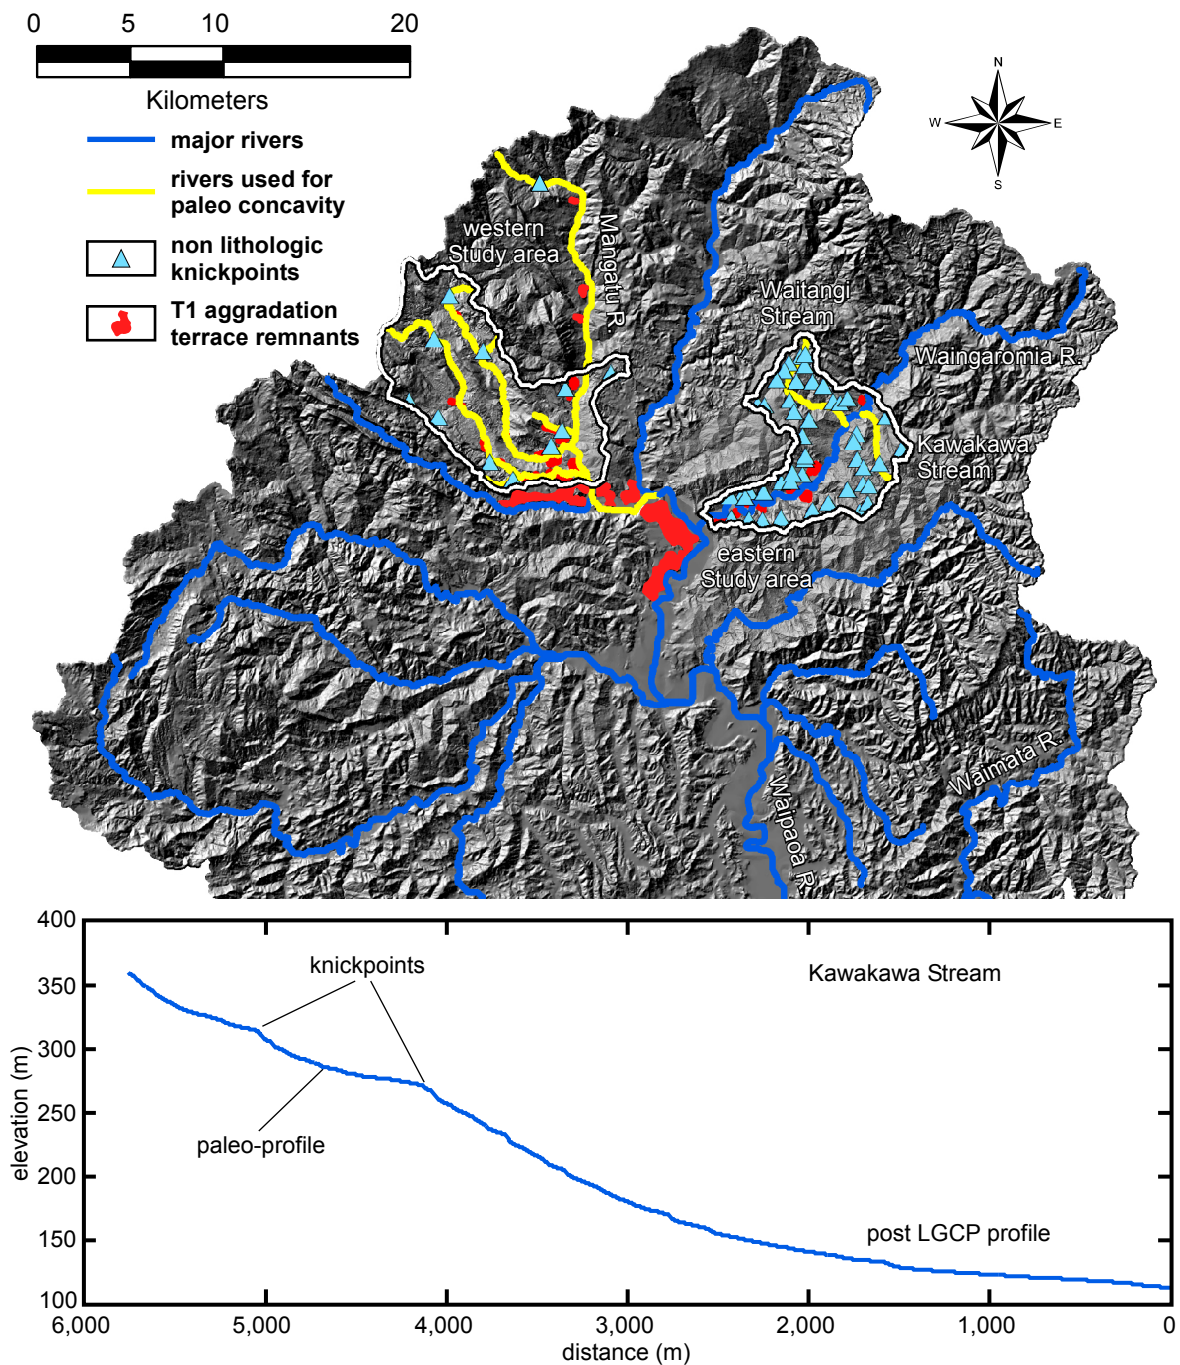 0 5 10 20
Kilometers
N
W E
S
major rivers
rivers used for
paleo concavity
non lithologic
knickpoints
T1 aggradation
terrace remnants
western
Study area
Mangatu R.
Waitangi
Stream
Waingaromia R.
Kawakawa
Stream
eastern
Study area
Waimata R.
Waipaoa R.
400
350
300
250
200
150
100
elevation (m)
knickpoints
Kawakawa Stream
paleo-profile
post LGCP profile
6,000 5,000 4,000 3,000 2,000 1,000 0
distance (m)